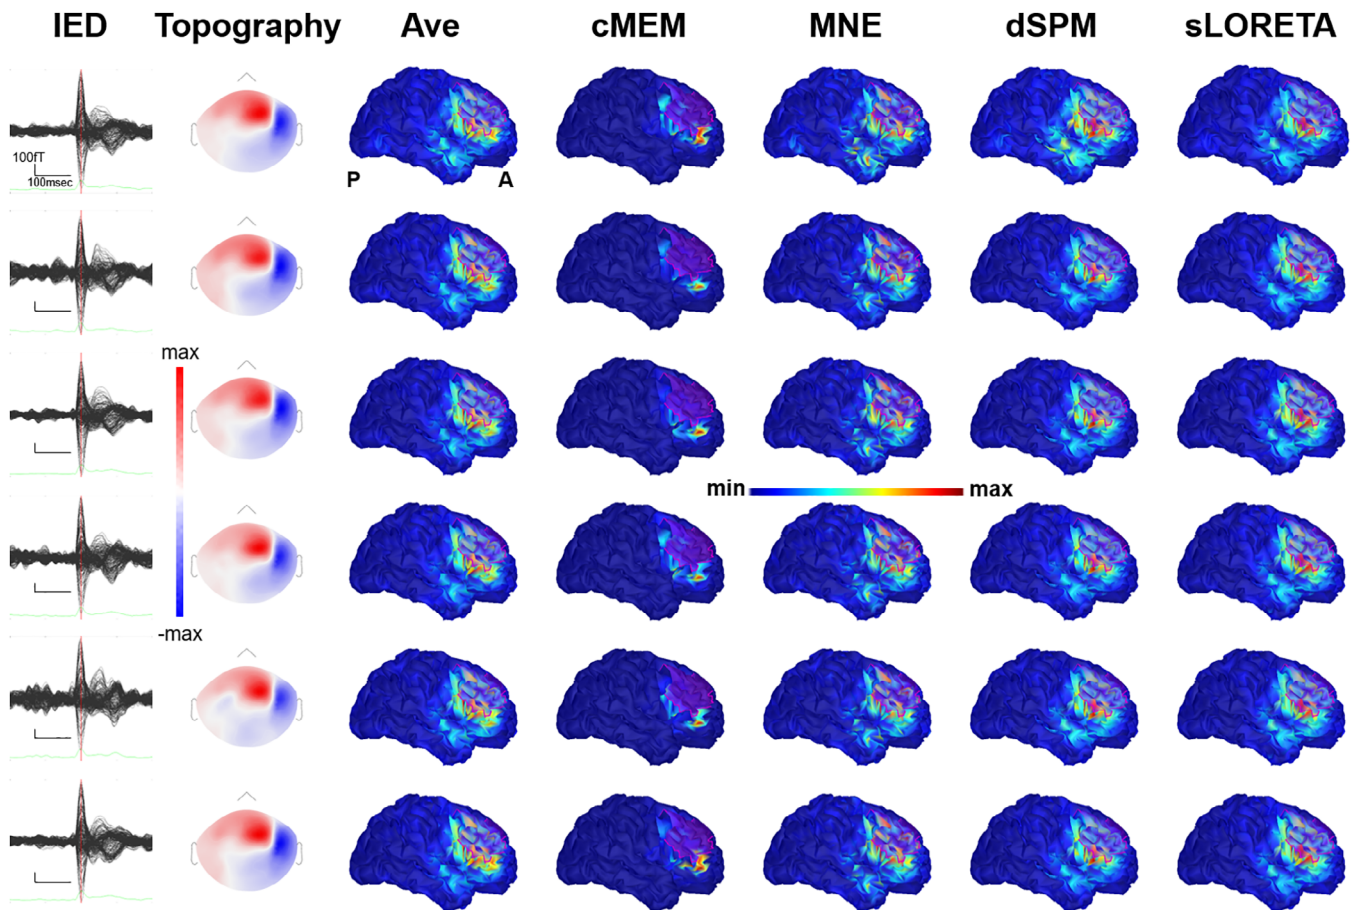 IED Topography Ave cMEM MNE dSPM sLORETA
100fT
100msec
P A
max
min max
-max